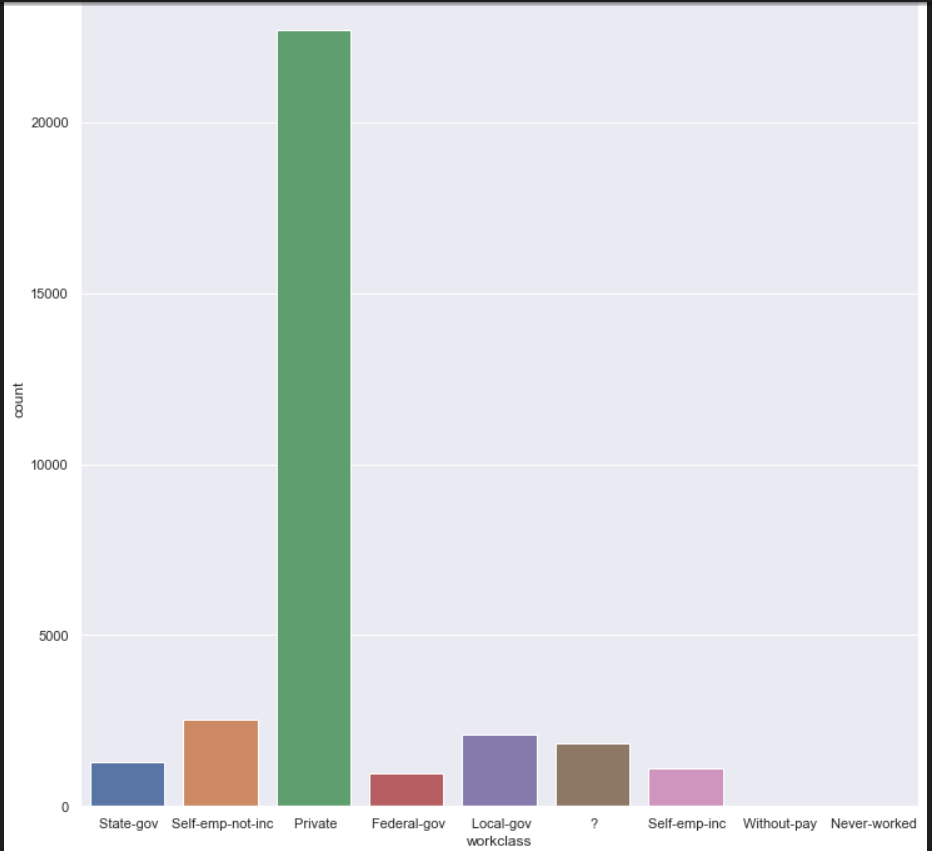 20000
15000
count
10000
5000
0
State-gov Self-emp-not-inc Private Federal-gov Local-gov ? Self-emp-inc Without-pay Never-worked
workclass